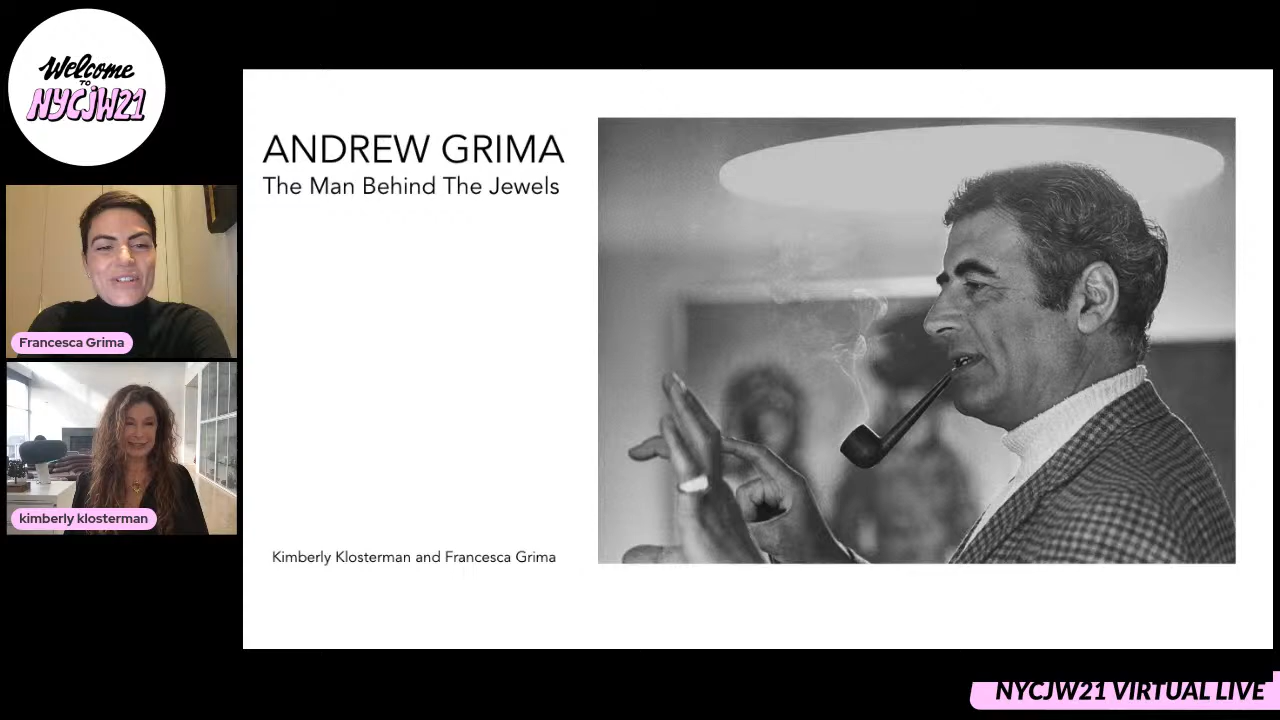 Welcome
TO
NYCJW21
Francesca Grima
kimberly klosterman
ANDREW GRIMA
The Man Behind The Jewels
Kimberly Klosterman and Francesca Grima
NYCJW21 VIRTUAL LIVE